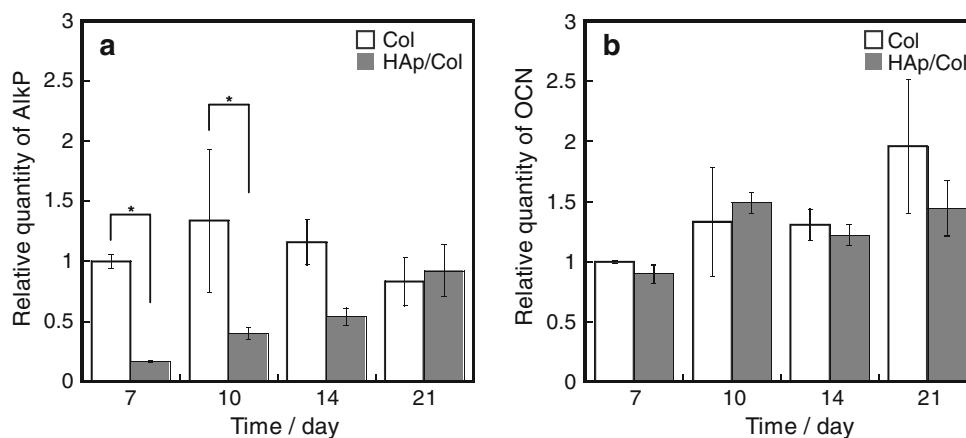 a
Col
HAp/Col
Relative quantity of AlkP
3
2.5
2
1.5
1
0.5
0
*
*
7 10 14 21
Time / day
b
Col
HAp/Col
Relative quantity of OCN
3
2.5
2
1.5
1
0.5
0
7 10 14 21
Time / day